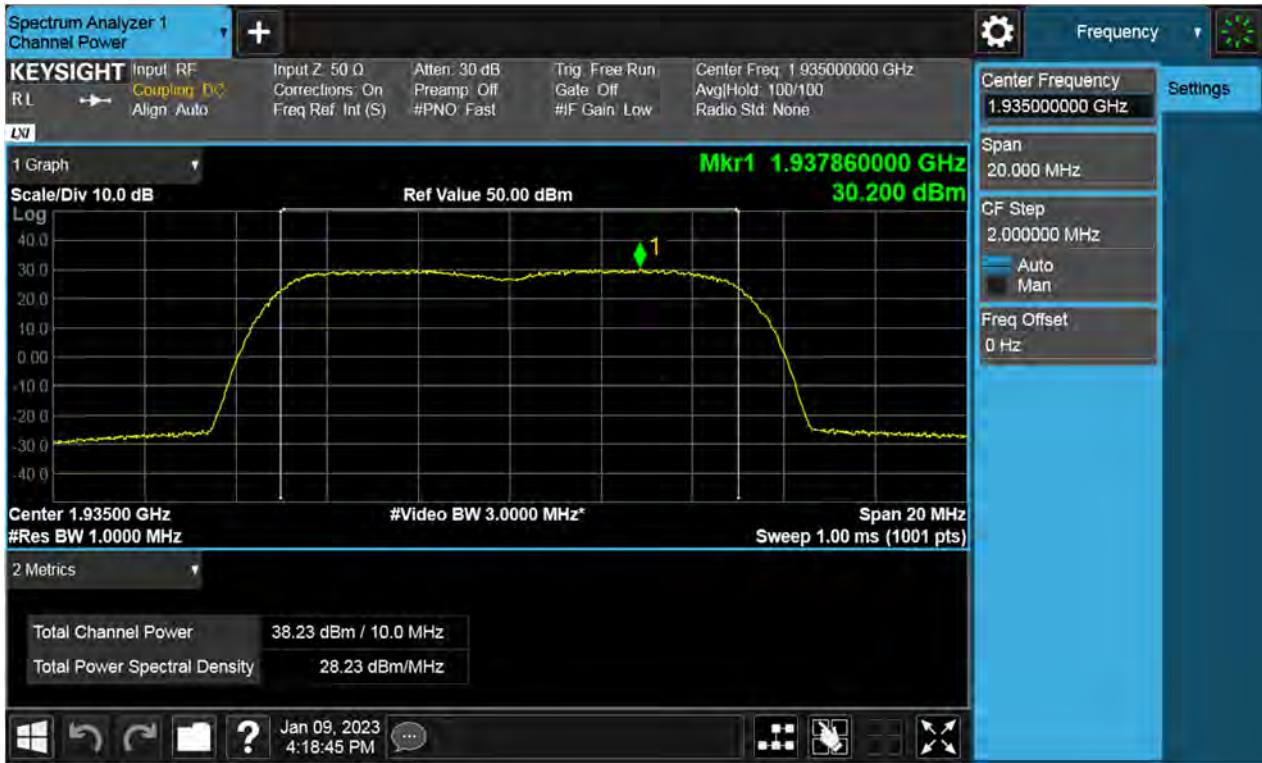 Spectrum Analyzer 1
Channel Power
+
Frequency
KEYSIGHT
R L
LXI
Input: RF
Coupling: DC
Align: Auto
Input Z: 50 Ω
Corrections: On
Freq Ref: Int (S)
Atten: 30 dB
Preamp: Off
#PNO: Fast
Trig: Free Run
Gate: Off
#IF Gain: Low
Center Freq: 1.935000000 GHz
Avg|Hold: 100/100
Radio Std: None
Center Frequency
1.935000000 GHz
Settings
Span
20.000 MHz
CF Step
2.000000 MHz
Auto
Man
Freq Offset
0 Hz
1 Graph
Mkr1 1.937860000 GHz
30.200 dBm
Scale/Div 10.0 dB
Ref Value 50.00 dBm
Log
40.0
30.0
20.0
10.0
0.00
-10.0
-20.0
-30.0
-40.0
1
Center 1.93500 GHz
#Video BW 3.0000 MHz*
Span 20 MHz
#Res BW 1.0000 MHz
Sweep 1.00 ms (1001 pts)
2 Metrics
Total Channel Power 38.23 dBm / 10.0 MHz
Total Power Spectral Density 28.23 dBm/MHz
?
Jan 09, 2023
4:18:45 PM